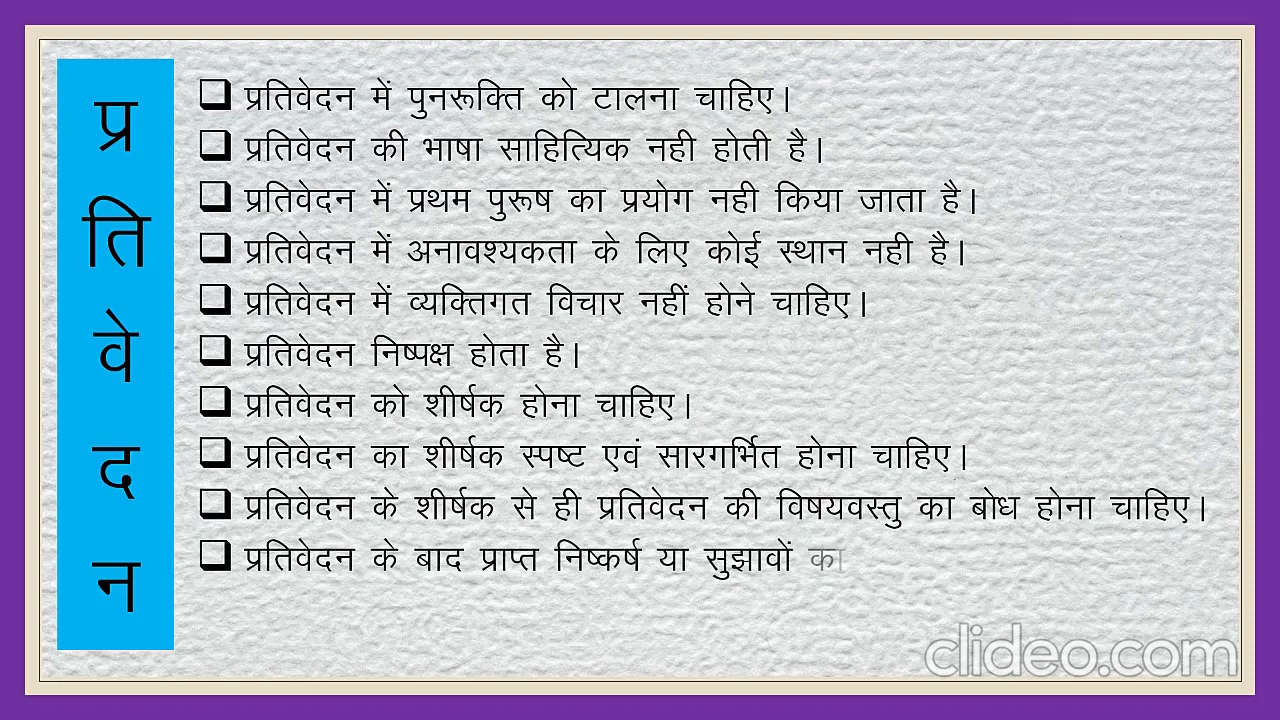 प्रतिवेदन
प्रतिवेदन में पुनरूक्ति को टालना चाहिए।
प्रतिवेदन की भाषा साहित्यिक नही होती है।
प्रतिवेदन में प्रथम पुरूष का प्रयोग नही किया जाता है।
प्रतिवेदन में अनावश्यकता के लिए कोई स्थान नही है।
प्रतिवेदन में व्यक्तिगत विचार नहीं होने चाहिए।
प्रतिवेदन निष्पक्ष होता है।
प्रतिवेदन को शीर्षक होना चाहिए।
प्रतिवेदन का शीर्षक स्पष्ट एवं सारगर्भित होना चाहिए।
प्रतिवेदन के शीर्षक से ही प्रतिवेदन की विषयवस्तु का बोध होना चाहिए।
प्रतिवेदन के बाद प्राप्त निष्कर्ष या सुझावों का
clideo.com